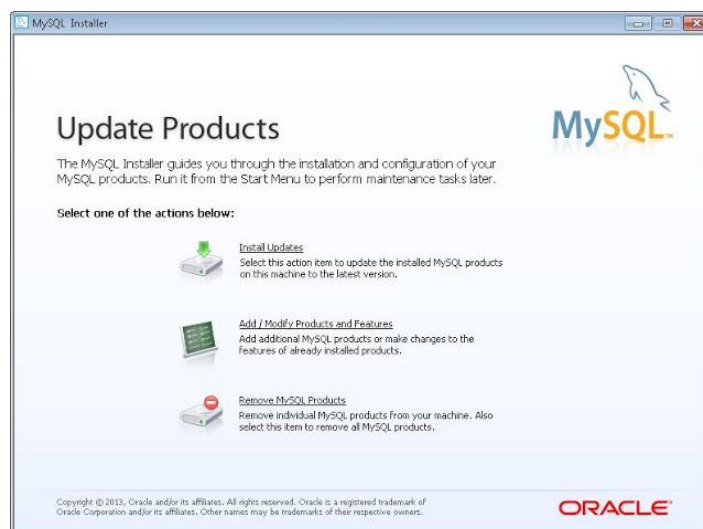 MySQL Installer
MySQL™
Update Products
The MySQL Installer guides you through the installation and configuration of your
MySQL products. Run it from the Start Menu to perform maintenance tasks later.
Select one of the actions below:
Install Updates
Select this action item to update the installed MySQL products
on this machine to the latest version.
Add / Modify Products and Features
Add additional MySQL products or make changes to the
features of already installed products.
Remove MySQL Products
Remove individual MySQL products from your machine. Also
select this item to remove all MySQL products.
Copyright © 2013, Oracle and/or its affiliates. All rights reserved. Oracle is a registered trademark of
Oracle Corporation and/or its affiliates. Other names may be trademarks of their respective owners.
ORACLE